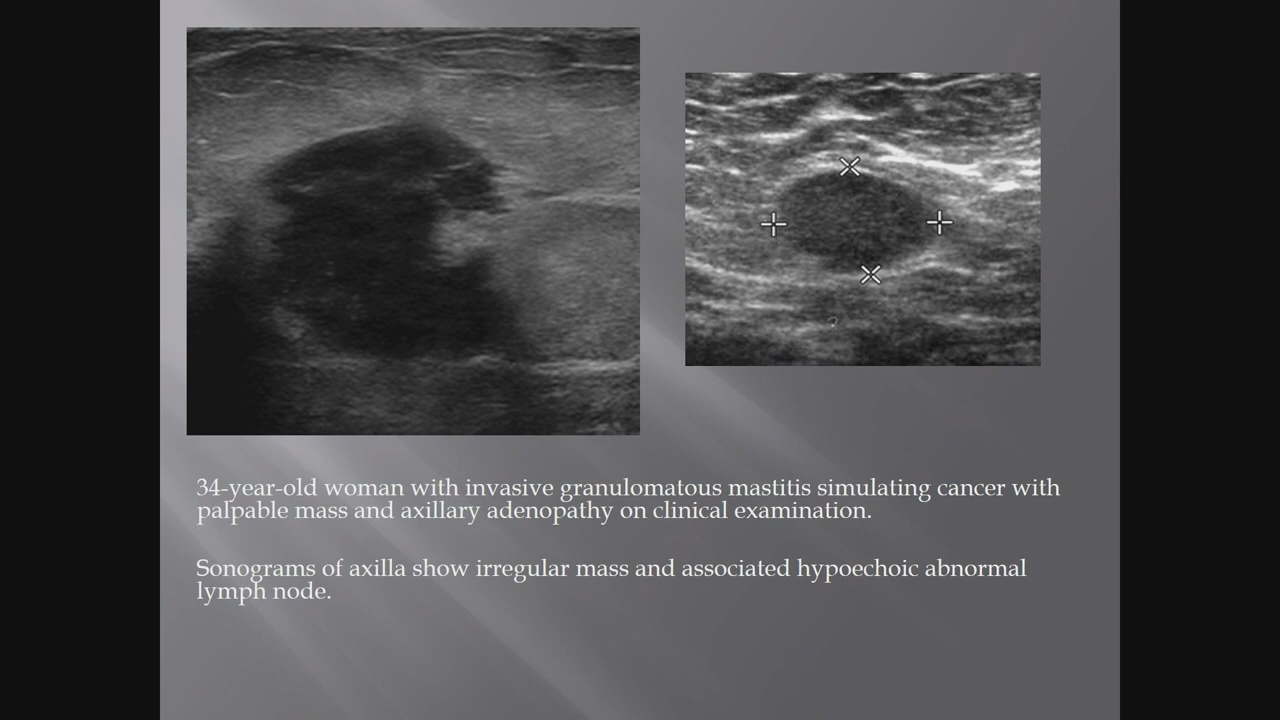 34-year-old woman with invasive granulomatous mastitis simulating cancer with
palpable mass and axillary adenopathy on clinical examination.
Sonograms of axilla show irregular mass and associated hypoechoic abnormal
lymph node.